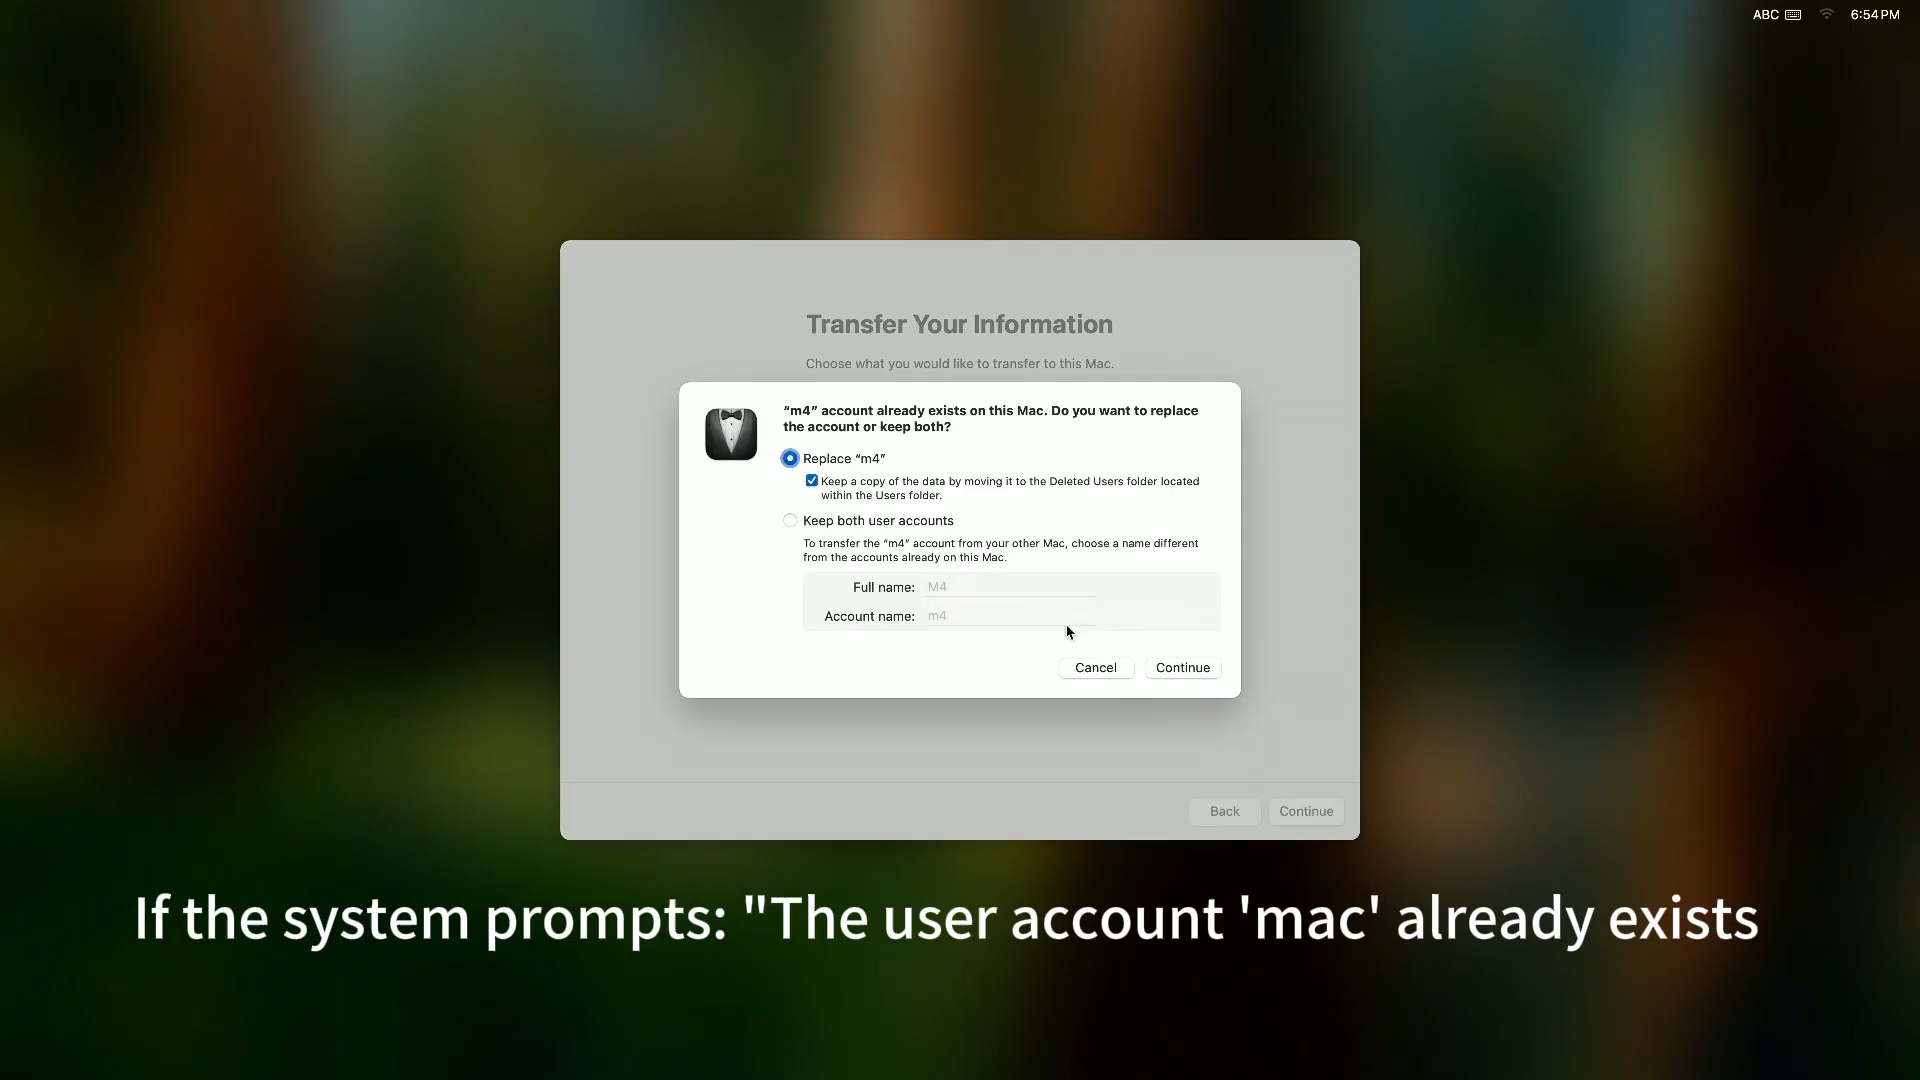 ABC
6:54 PM
Transfer Your Information
Choose what you would like to transfer to this Mac.
“m4” account already exists on this Mac. Do you want to replace
the account or keep both?
Replace “m4”
Keep a copy of the data by moving it to the Deleted Users folder located
within the Users folder.
Keep both user accounts
To transfer the “m4” account from your other Mac, choose a name different
from the accounts already on this Mac.
Full name: M4
Account name: m4
Cancel Continue
Back Continue
If the system prompts: "The user account 'mac' already exists